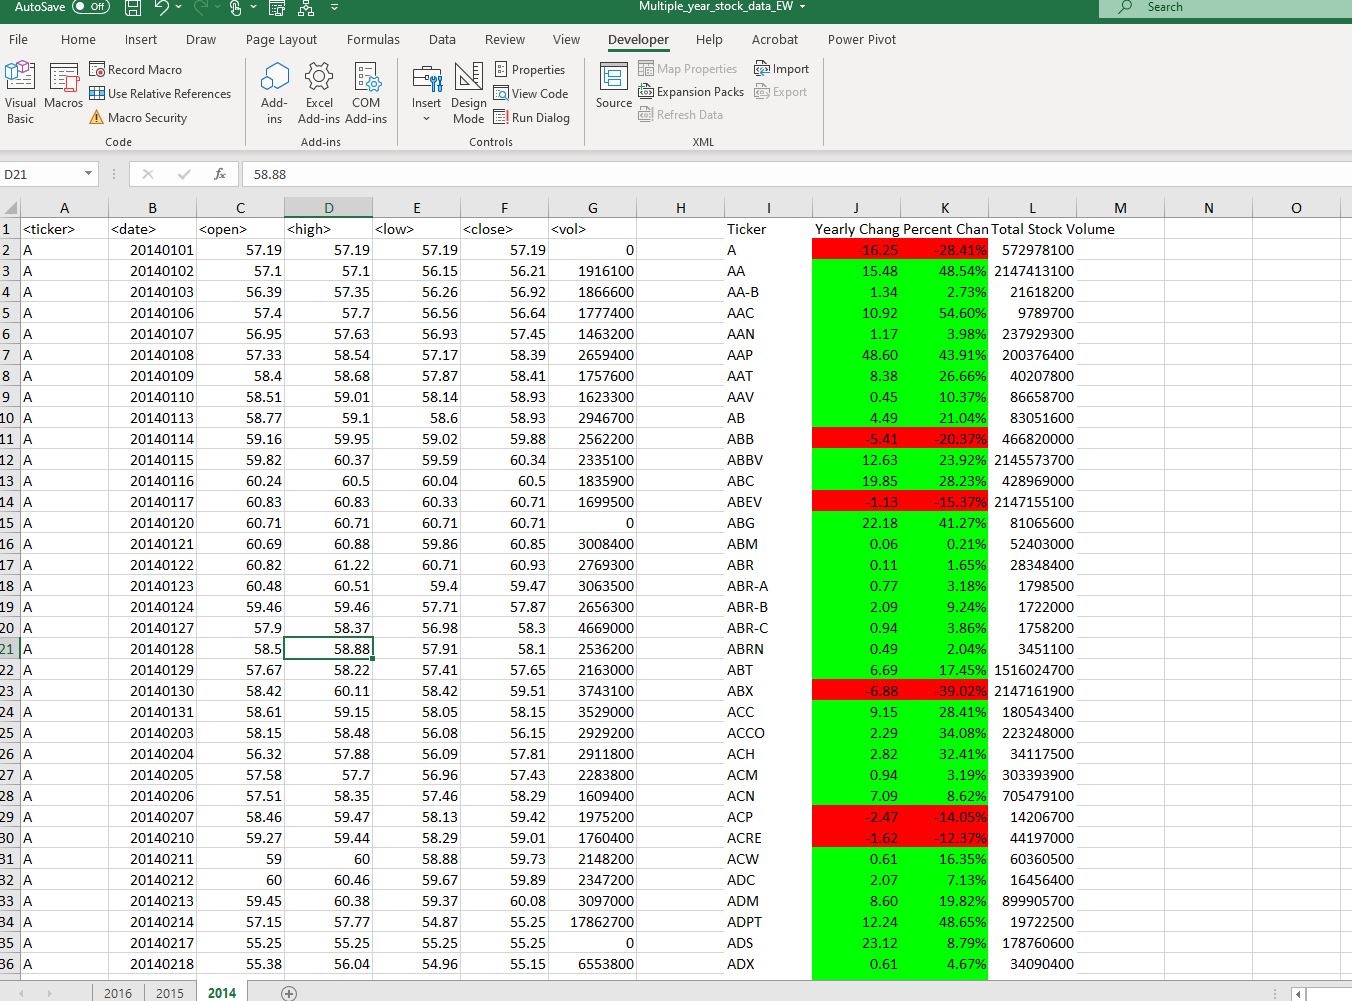 AutoSave Off Multiple_year_stock_data_EW Search
File Home Insert Draw Page Layout Formulas Data Review View Developer Help Acrobat Power Pivot
Visual Basic Macros Record Macro Use Relative References Macro Security Code
Add-ins Excel Add-ins COM Add-ins Add-ins
Insert Design Mode Properties View Code Run Dialog Controls
Source Map Properties Expansion Packs Refresh Data Import Export XML
D21 fx 58.88
A B C D E F G H I J K L M N O
1 <ticker> <date> <open> <high> <low> <close> <vol> Ticker Yearly Chang Percent Chan Total Stock Volume
2 A 20140101 57.19 57.19 57.19 57.19 0 A -16.25 -28.41% 572978100
3 A 20140102 57.1 57.1 56.15 56.21 1916100 AA 15.48 48.54% 2147413100
4 A 20140103 56.39 57.35 56.26 56.92 1866600 AA-B 1.34 2.73% 21618200
5 A 20140106 57.4 57.7 56.56 56.64 1777400 AAC 10.92 54.60% 9789700
6 A 20140107 56.95 57.63 56.93 57.45 1463200 AAN 1.17 3.98% 237929300
7 A 20140108 57.33 58.54 57.17 58.39 2659400 AAP 48.60 43.91% 200376400
8 A 20140109 58.4 58.68 57.87 58.41 1757600 AAT 8.38 26.66% 40207800
9 A 20140110 58.51 59.01 58.14 58.93 1623300 AAV 0.45 10.37% 86658700
10 A 20140113 58.77 59.1 58.6 58.93 2946700 AB 4.49 21.04% 83051600
11 A 20140114 59.16 59.95 59.02 59.88 2562200 ABB -5.41 -20.37% 466820000
12 A 20140115 59.82 60.37 59.59 60.34 2335100 ABBV 12.63 23.92% 2145573700
13 A 20140116 60.24 60.5 60.04 60.5 1835900 ABC 19.85 28.23% 428969000
14 A 20140117 60.83 60.83 60.33 60.71 1699500 ABEV -1.13 -15.37% 2147155100
15 A 20140120 60.71 60.71 60.71 60.71 0 ABG 22.18 41.27% 81065600
16 A 20140121 60.69 60.88 59.86 60.85 3008400 ABM 0.06 0.21% 52403000
17 A 20140122 60.82 61.22 60.71 60.93 2769300 ABR 0.11 1.65% 28348400
18 A 20140123 60.48 60.51 59.4 59.47 3063500 ABR-A 0.77 3.18% 1798500
19 A 20140124 59.46 59.46 57.71 57.87 2656300 ABR-B 2.09 9.24% 1722000
20 A 20140127 57.9 58.37 56.98 58.3 4669000 ABR-C 0.94 3.86% 1758200
21 A 20140128 58.5 58.88 57.91 58.1 2536200 ABRN 0.49 2.04% 3451100
22 A 20140129 57.67 58.22 57.41 57.65 2163000 ABT 6.69 17.45% 1516024700
23 A 20140130 58.42 60.11 58.42 59.51 3743100 ABX -6.88 -39.02% 2147161900
24 A 20140131 58.61 59.15 58.05 58.15 3529000 ACC 9.15 28.41% 180543400
25 A 20140203 58.15 58.48 56.08 56.15 2929200 ACCO 2.29 34.08% 223248000
26 A 20140204 56.32 57.88 56.09 57.81 2911800 ACH 2.82 32.41% 34117500
27 A 20140205 57.58 57.7 56.96 57.43 2283800 ACM 0.94 3.19% 303393900
28 A 20140206 57.51 58.35 57.46 58.29 1609400 ACN 7.09 8.62% 705479100
29 A 20140207 58.46 59.47 58.13 59.42 1975200 ACP -2.47 -14.05% 14206700
30 A 20140210 59.27 59.44 58.29 59.01 1760400 ACRE -1.62 -12.37% 44197000
31 A 20140211 59 60 58.88 59.73 2148200 ACW 0.61 16.35% 60360500
32 A 20140212 60 60.46 59.67 59.89 2347200 ADC 2.07 7.13% 16456400
33 A 20140213 59.45 60.38 59.37 60.08 3097000 ADM 8.60 19.82% 899905700
34 A 20140214 57.15 57.77 54.87 55.25 17862700 ADPT 12.24 48.65% 19722500
35 A 20140217 55.25 55.25 55.25 55.25 0 ADS 23.12 8.79% 178760600
36 A 20140218 55.38 56.04 54.96 55.15 6553800 ADX 0.61 4.67% 34090400
2016 2015 2014